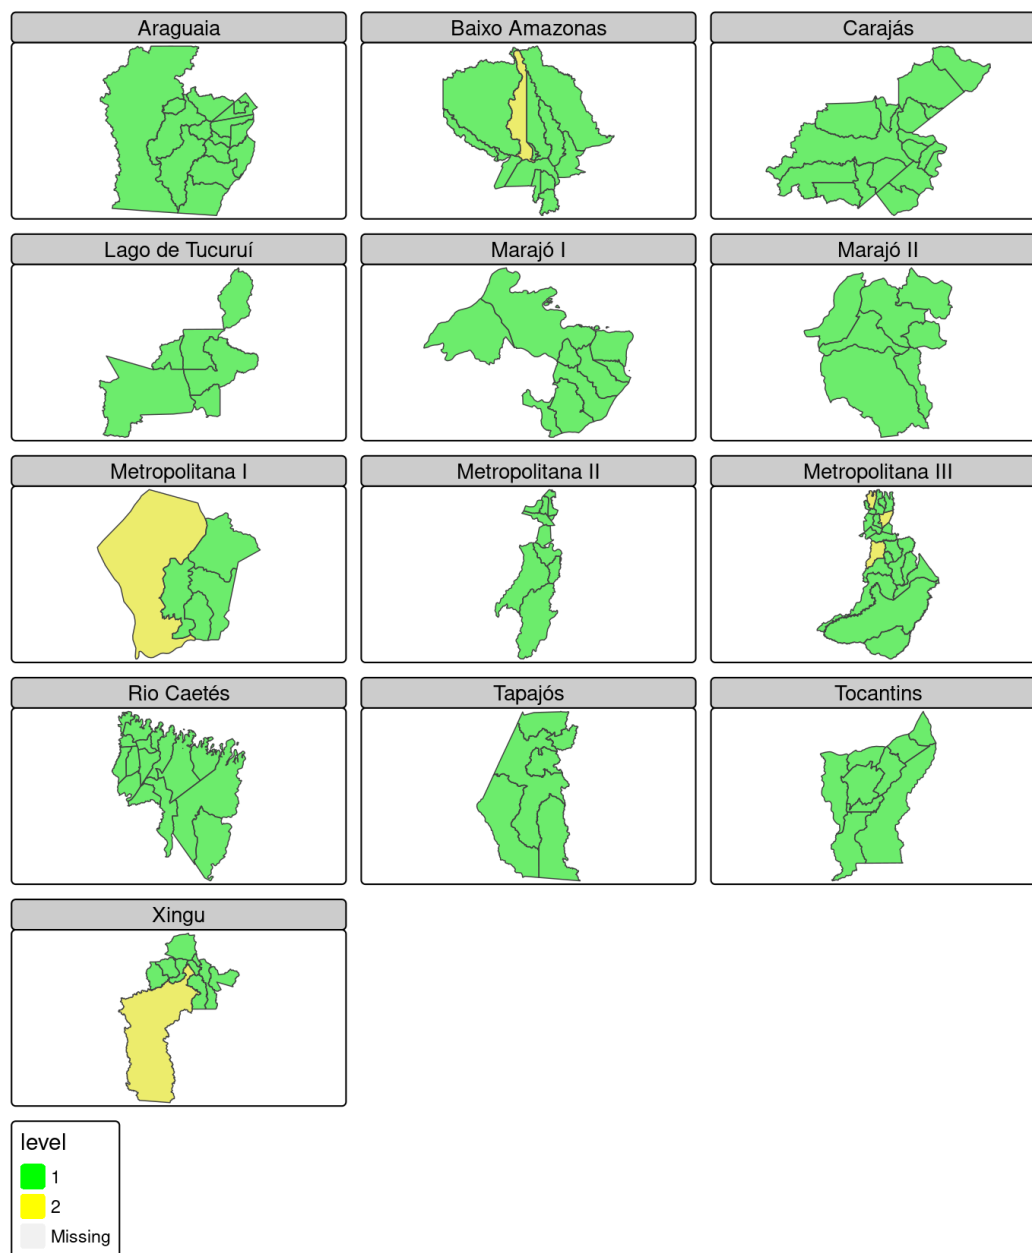 Araguaia
Baixo Amazonas
Carajás
Lago de Tucuruí
Marajó I
Marajó II
Metropolitana I
Metropolitana II
Metropolitana III
Rio Caetés
Tapajós
Tocantins
Xingu
level
1
2
Missing